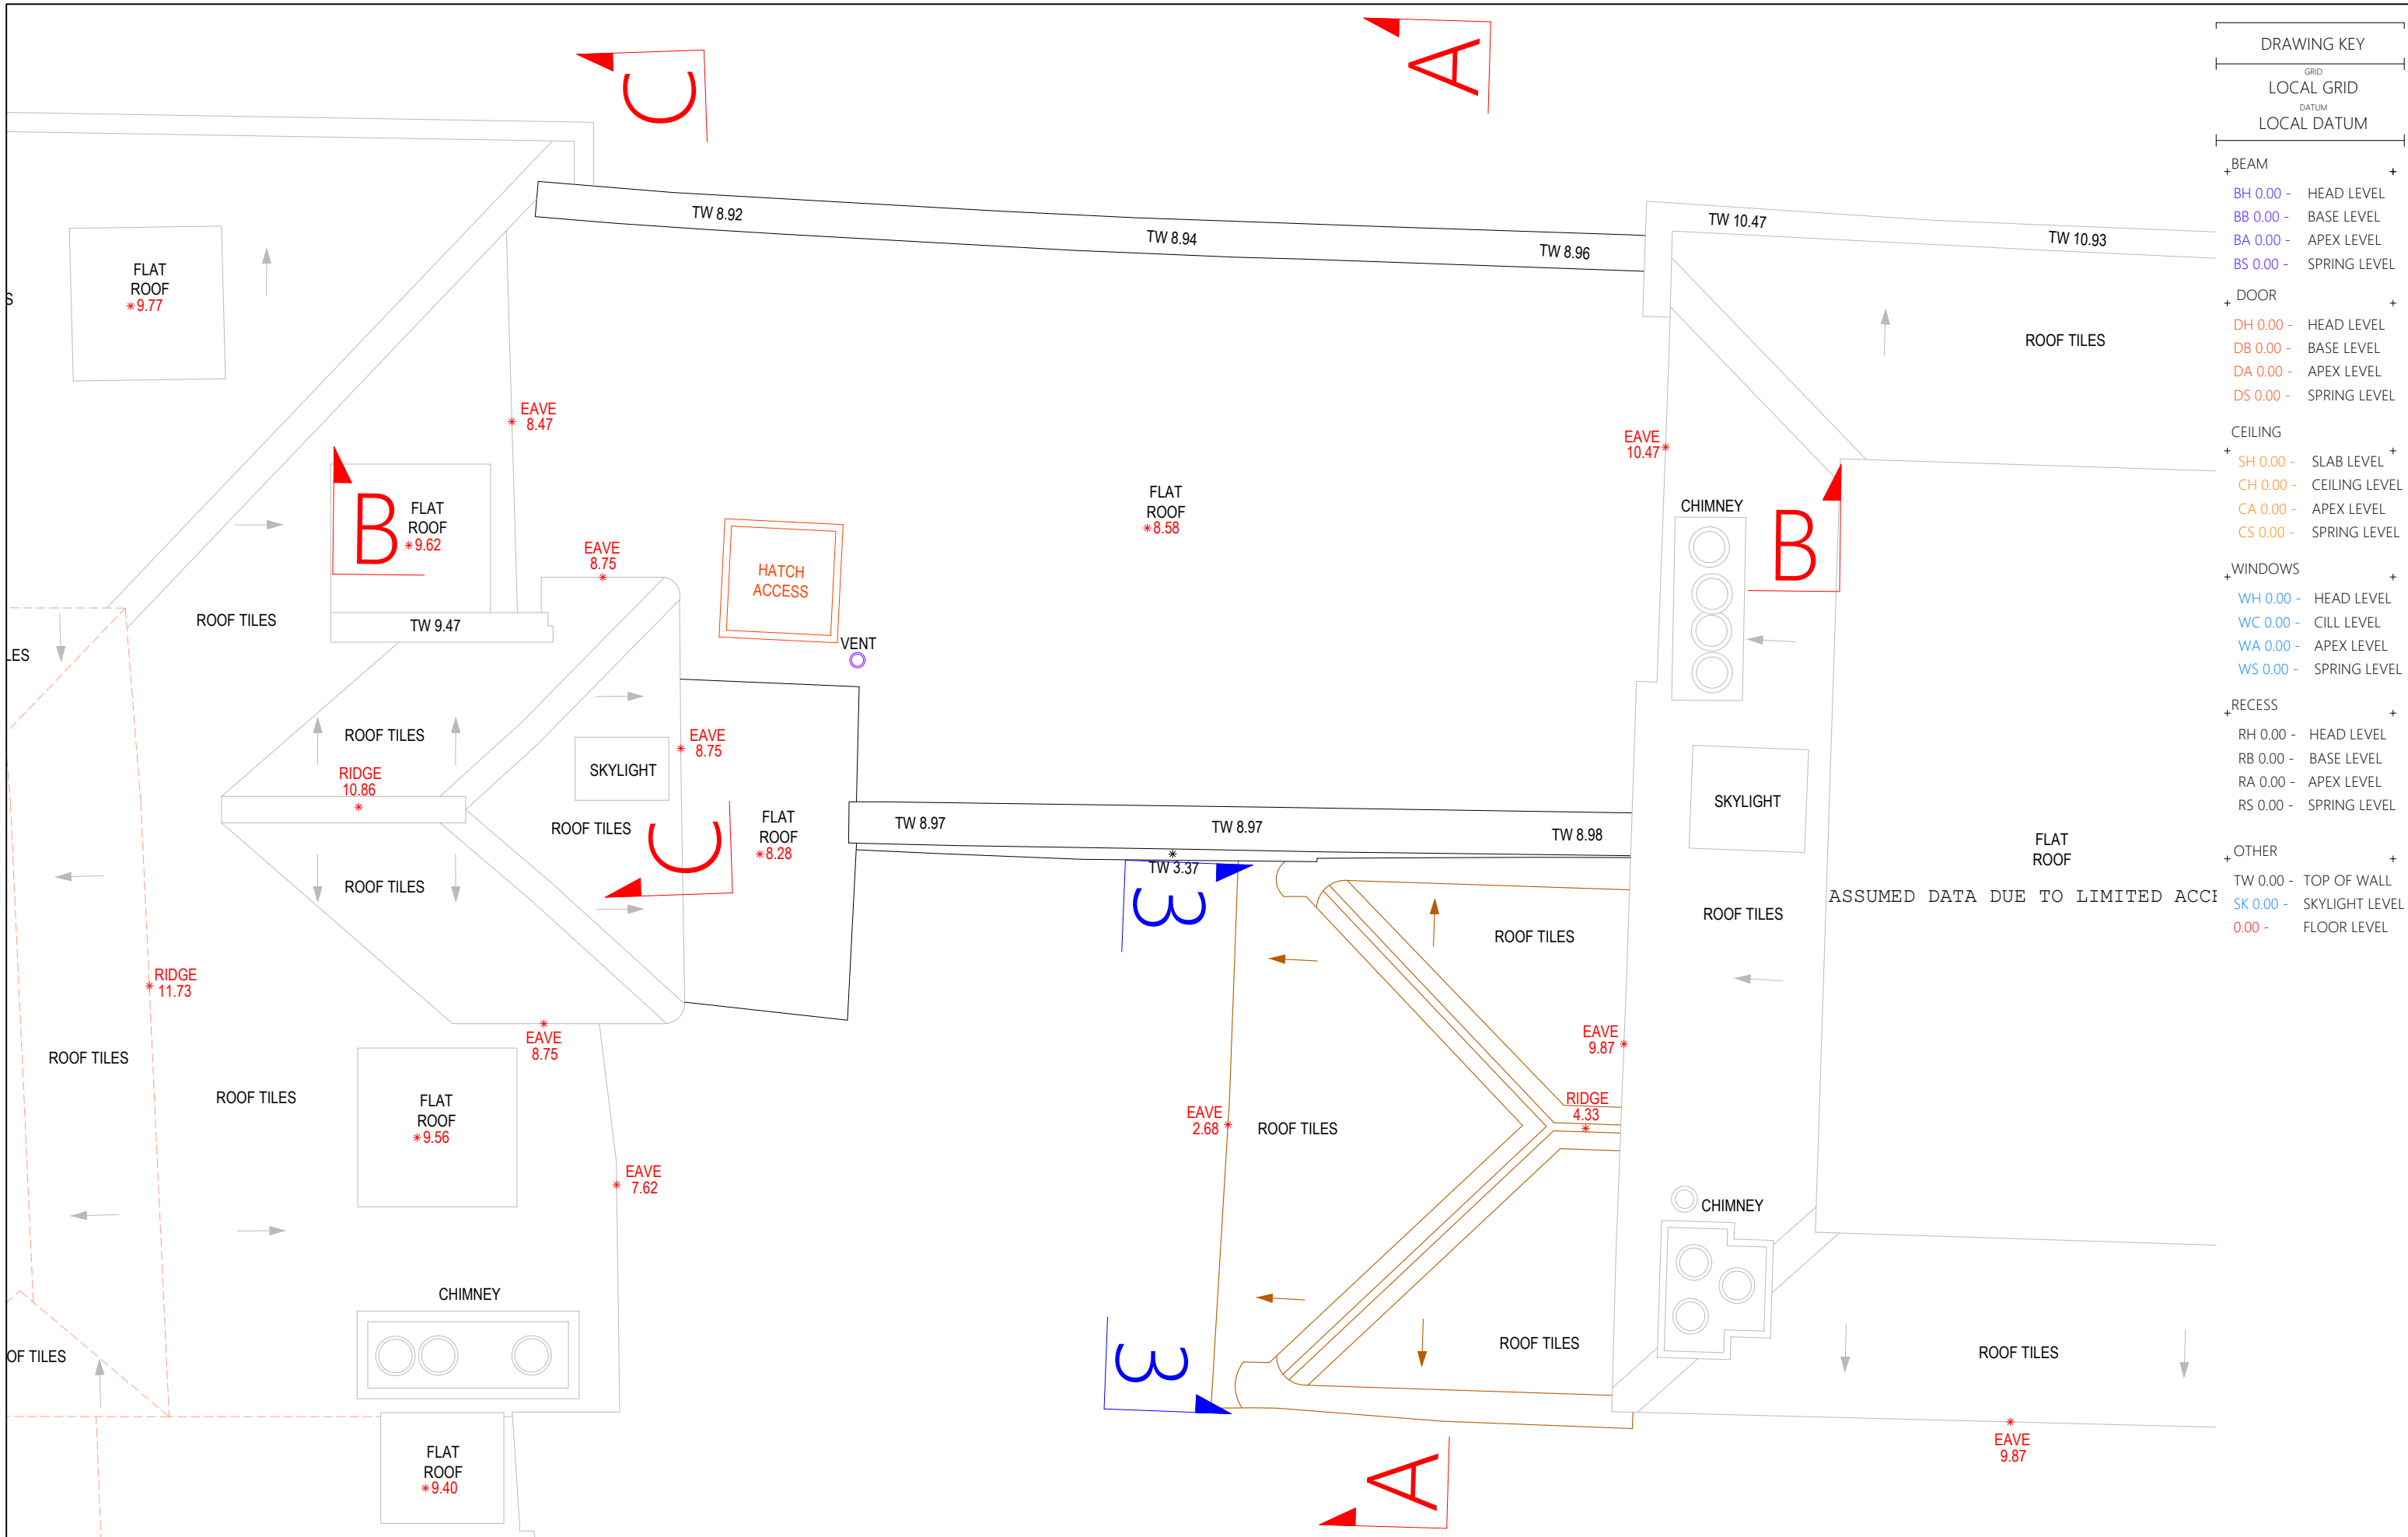 C
A
TW 8.92
TW 8.94
TW 8.96
TW 10.47
TW 10.93
FLAT
ROOF
9.77
S
ROOF TILES
EAVE
8.47
EAVE
10.47
FLAT
ROOF
8.58
CHIMNEY
B
FLAT
ROOF
9.62
B
EAVE
8.75
HATCH
ACCESS
ROOF TILES
TW 9.47
VENT
LES
ROOF TILES
EAVE
8.75
SKYLIGHT
RIDGE
10.86
SKYLIGHT
ROOF TILES
C
FLAT
ROOF
8.28
TW 8.97
TW 8.97
TW 8.98
TW 3.37
FLAT
ROOF
ROOF TILES
3
ROOF TILES
ASSUMED DATA DUE TO LIMITED ACCE
ROOF TILES
RIDGE
11.73
EAVE
8.75
EAVE
9.87
ROOF TILES
ROOF TILES
FLAT
ROOF
9.56
EAVE
2.68
ROOF TILES
RIDGE
4.33
EAVE
7.62
CHIMNEY
CHIMNEY
OF TILES
3
ROOF TILES
ROOF TILES
FLAT
ROOF
9.40
A
EAVE
9.87
DRAWING KEY
GRID
LOCAL GRID
DATUM
LOCAL DATUM
BEAM
BH 0.00 - HEAD LEVEL
BB 0.00 - BASE LEVEL
BA 0.00 - APEX LEVEL
BS 0.00 - SPRING LEVEL
DOOR
DH 0.00 - HEAD LEVEL
DB 0.00 - BASE LEVEL
DA 0.00 - APEX LEVEL
DS 0.00 - SPRING LEVEL
CEILING
SH 0.00 - SLAB LEVEL
CH 0.00 - CEILING LEVEL
CA 0.00 - APEX LEVEL
CS 0.00 - SPRING LEVEL
WINDOWS
WH 0.00 - HEAD LEVEL
WC 0.00 - CILL LEVEL
WA 0.00 - APEX LEVEL
WS 0.00 - SPRING LEVEL
RECESS
RH 0.00 - HEAD LEVEL
RB 0.00 - BASE LEVEL
RA 0.00 - APEX LEVEL
RS 0.00 - SPRING LEVEL
OTHER
TW 0.00 - TOP OF WALL
SK 0.00 - SKYLIGHT LEVEL
0.00 - FLOOR LEVEL